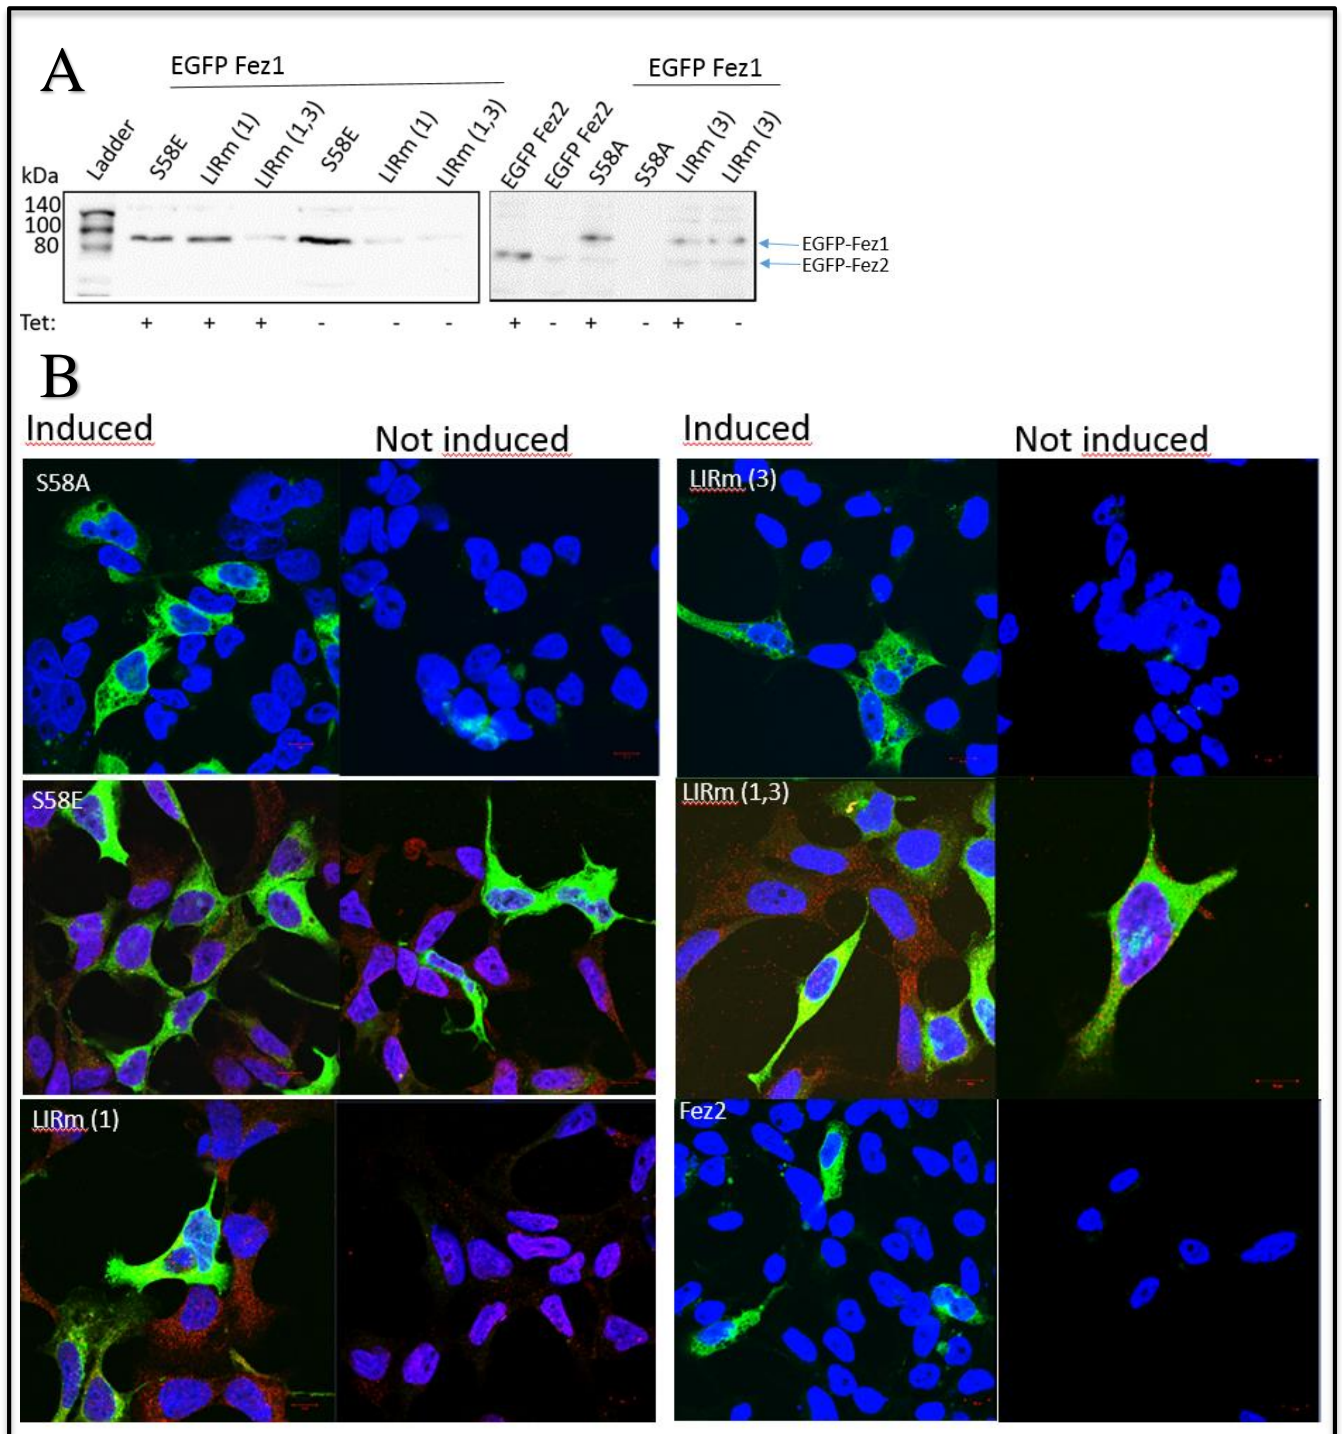 A
EGFP Fez1
EGFP Fez1
Ladder
S58E
LIRm (1)
LIRm (1,3)
S58E
LIRm (1)
LIRm (1,3)
EGFP Fez2
EGFP Fez2
S58A
S58A
LIRm (3)
LIRm (3)
kDa
140
100
80
EGFP-Fez1
EGFP-Fez2
Tet: + + + - - - + - + - + -
B
Induced Not induced Induced Not induced
S58A LIRm (3)
S58E LIRm (1,3)
LIRm (1) Fez2